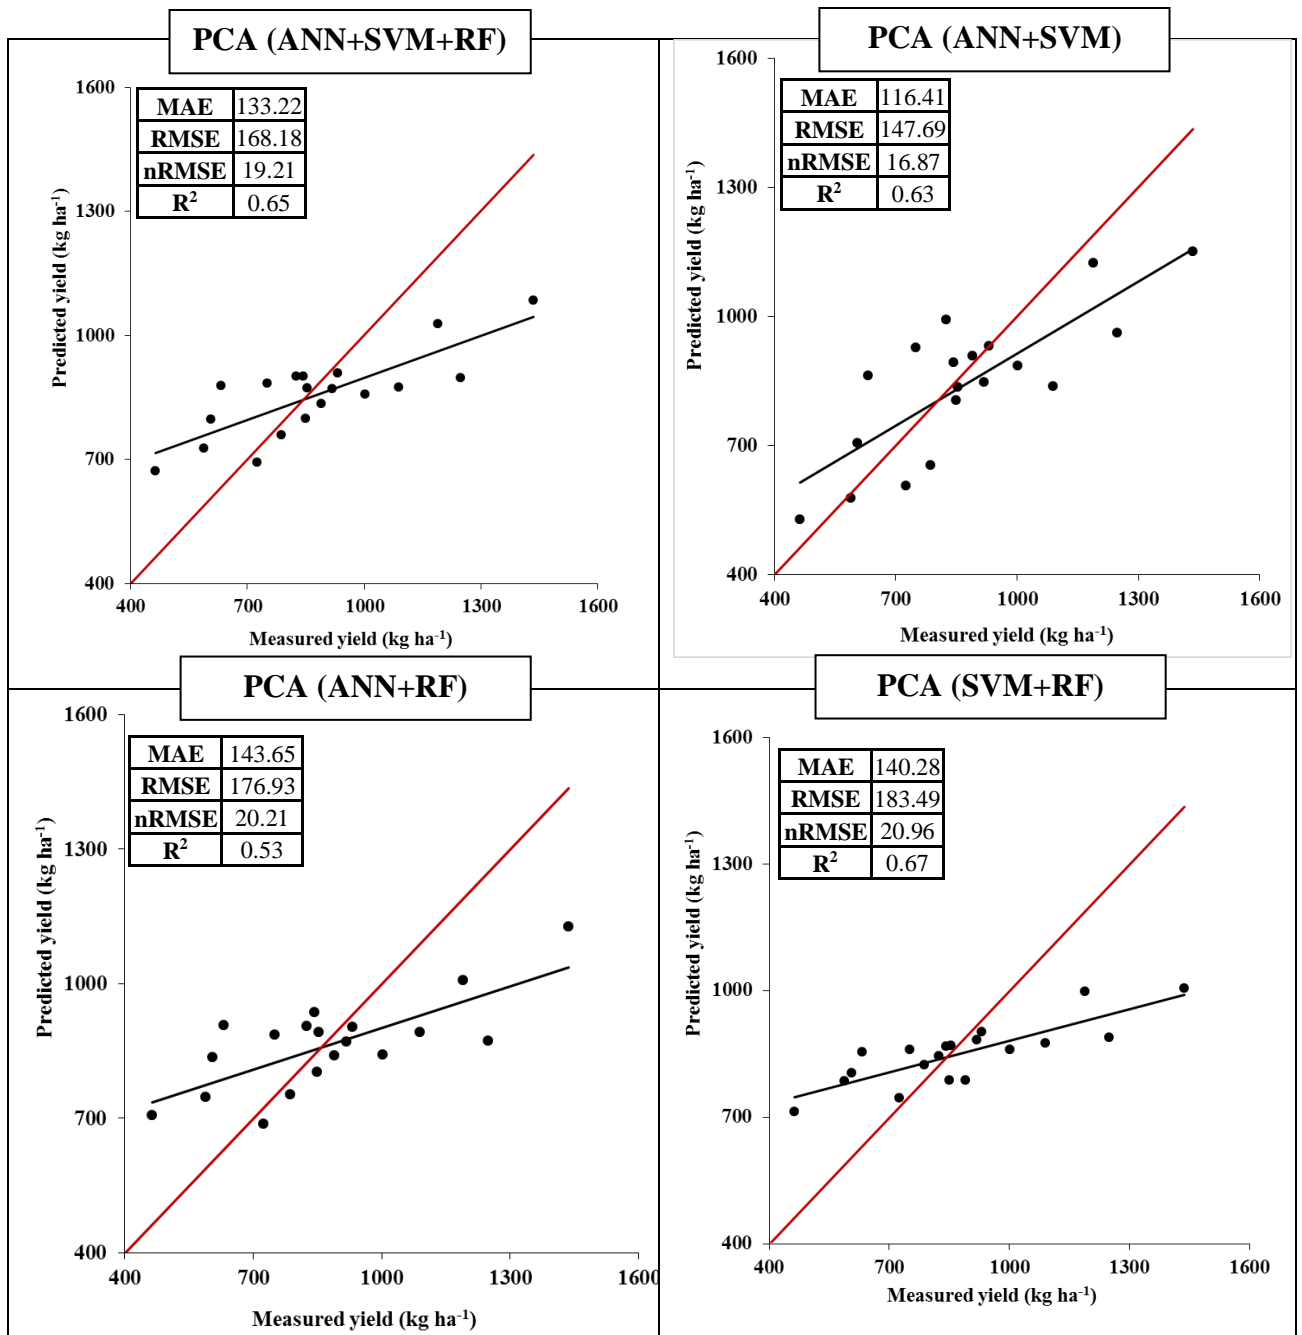 PCA (ANN+SVM+RF)
MAE 133.22
RMSE 168.18
nRMSE 19.21
R² 0.65
1600
1300
1000
700
400
Predicted yield (kg ha⁻¹)
400 700 1000 1300 1600
Measured yield (kg ha⁻¹)
PCA (ANN+SVM)
MAE 116.41
RMSE 147.69
nRMSE 16.87
R² 0.63
1600
1300
1000
700
400
Predicted yield (kg ha⁻¹)
400 700 1000 1300 1600
Measured yield (kg ha⁻¹)
PCA (ANN+RF)
MAE 143.65
RMSE 176.93
nRMSE 20.21
R² 0.53
1600
1300
1000
700
400
Predicted yield (kg ha⁻¹)
400 700 1000 1300 1600
Measured yield (kg ha⁻¹)
PCA (SVM+RF)
MAE 140.28
RMSE 183.49
nRMSE 20.96
R² 0.67
1600
1300
1000
700
400
Predicted yield (kg ha⁻¹)
400 700 1000 1300 1600
Measured yield (kg ha⁻¹)